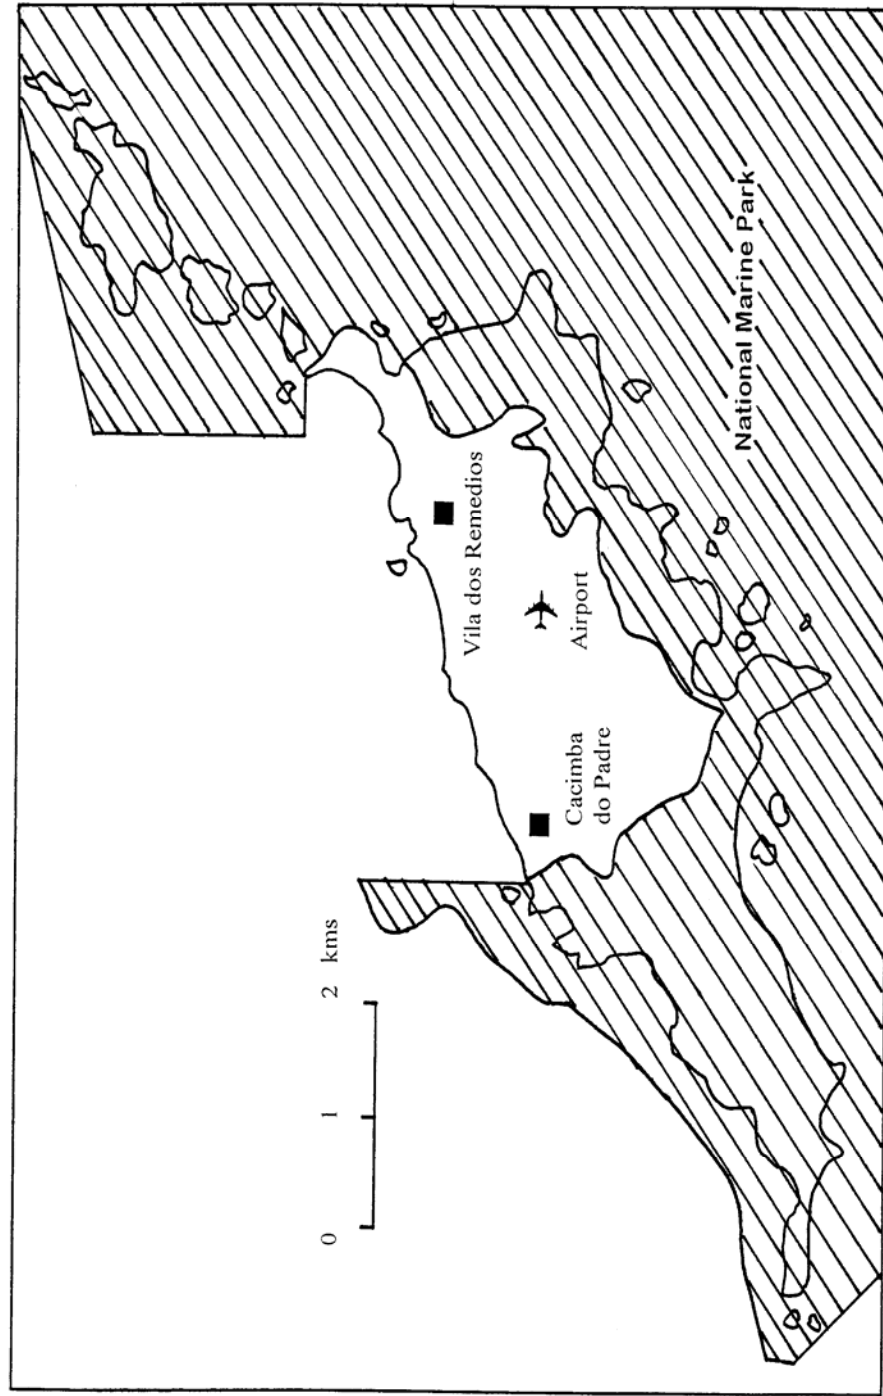 0 1 2 kms
Vila dos Remedios
Airport
Cacimba
do Padre
National Marine Park